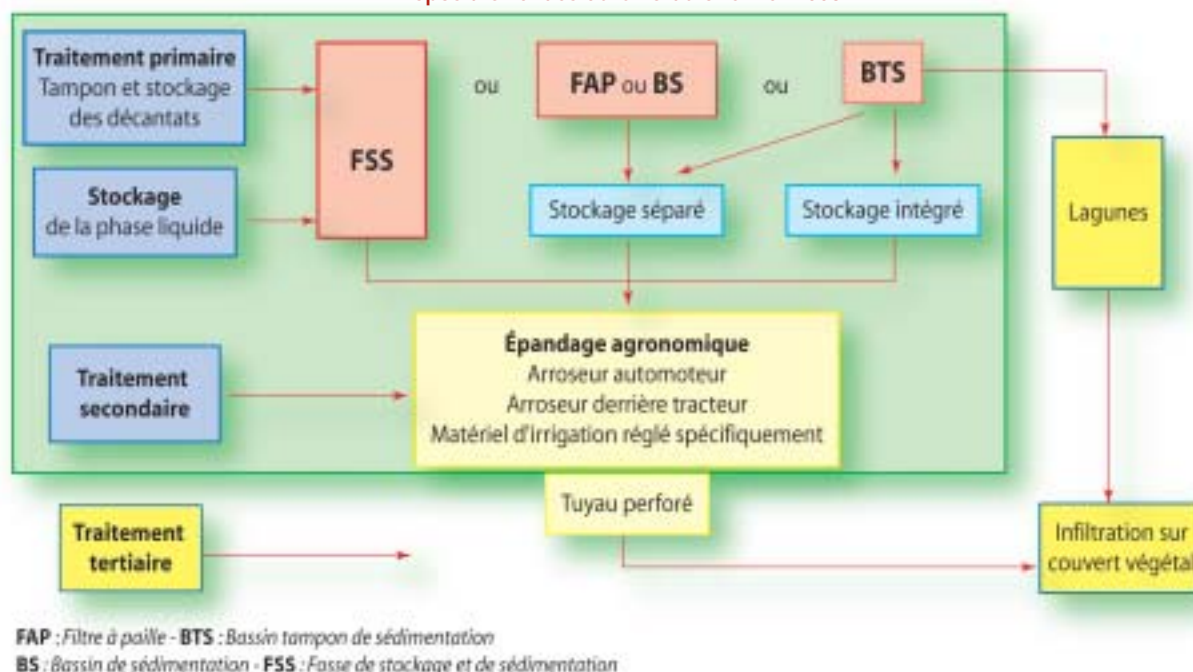 Traitement primaire
Tampon et stockage
des décantats
FSS
ou
FAP ou BS
ou
BTS
Stockage
de la phase liquide
Stockage séparé
Stockage intégré
Lagunes
Traitement
secondaire
Épandage agronomique
Arroseur automoteur
Arroseur derrière tracteur
Matériel d'irrigation réglé spécifiquement
Tuyau perforé
Traitement
tertiaire
Infiltration sur
couvert végétal
FAP : Filtre à paille - BTS : Bassin tampon de sédimentation
BS : Bassin de sédimentation - FSS : Fosse de stockage et de sédimentation